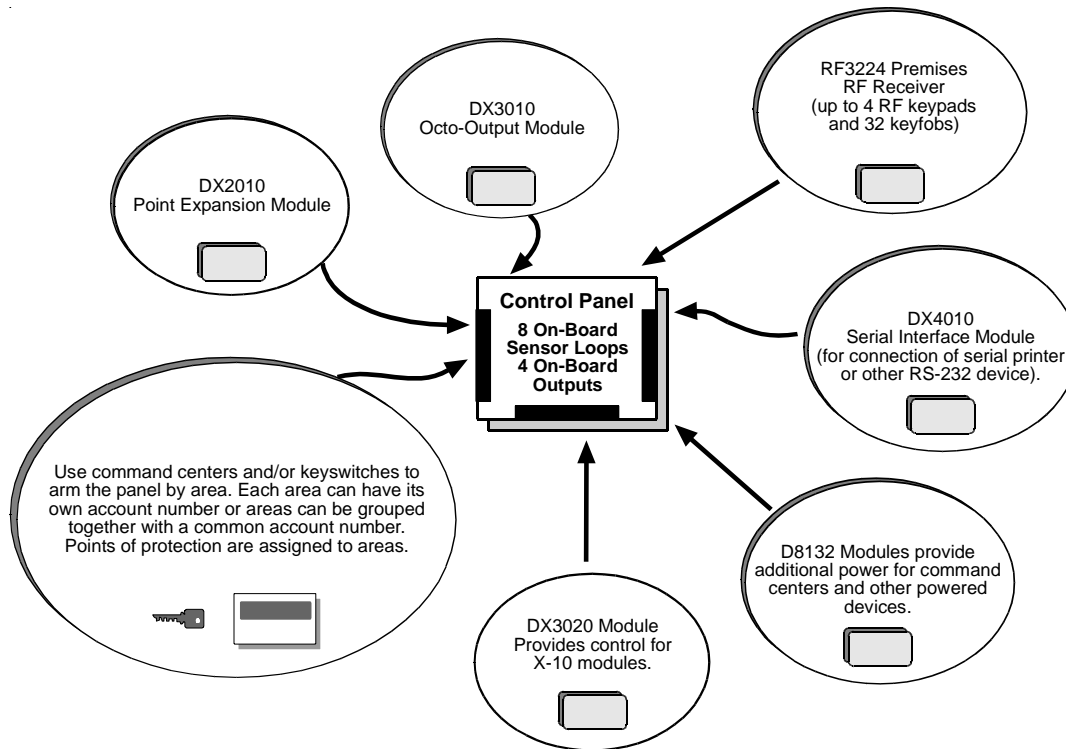 RF3224 Premises
RF Receiver
(up to 4 RF keypads
and 32 keyfobs)
DX3010
Octo-Output Module
DX2010
Point Expansion Module
Control Panel
8 On-Board
Sensor Loops
4 On-Board
Outputs
DX4010
Serial Interface Module
(for connection of serial printer
or other RS-232 device).
Use command centers and/or keyswitches to
arm the panel by area. Each area can have its
own account number or areas can be grouped
together with a common account number.
Points of protection are assigned to areas.
D8132 Modules provide
additional power for command
centers and other powered
devices.
DX3020 Module
Provides control for
X-10 modules.